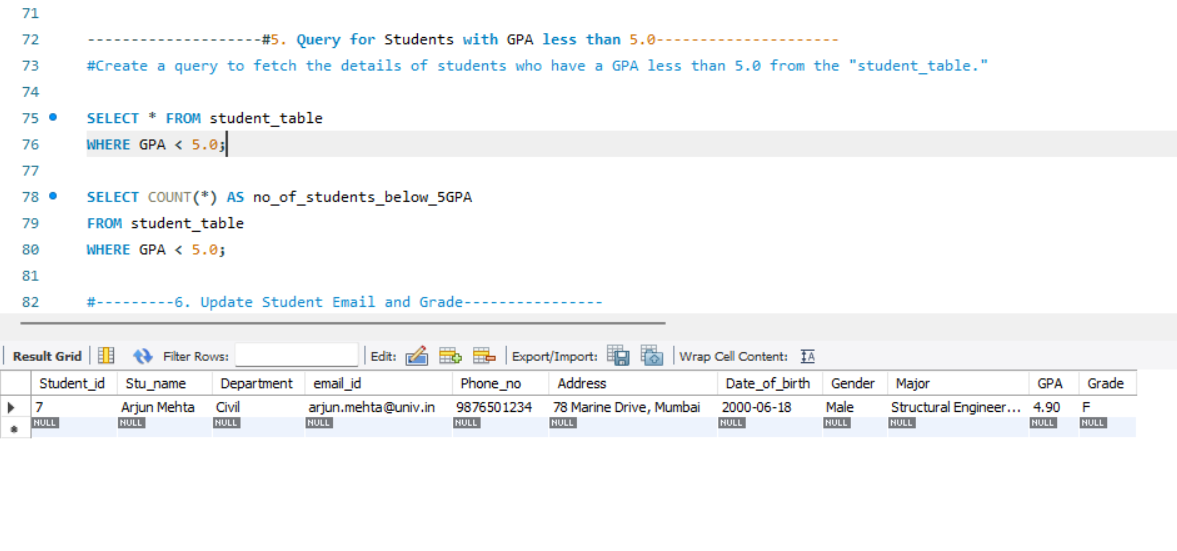 71
72 --------------------#5. Query for Students with GPA less than 5.0---------------------
73 #Create a query to fetch the details of students who have a GPA less than 5.0 from the "student_table."
74
75 SELECT * FROM student_table
76 WHERE GPA < 5.0;
77
78 SELECT COUNT(*) AS no_of_students_below_5GPA
79 FROM student_table
80 WHERE GPA < 5.0;
81
82 #---------6. Update Student Email and Grade----------------
Result Grid Filter Rows: Edit: Export/Import: Wrap Cell Content: IA
Student_id Stu_name Department email_id Phone_no Address Date_of_birth Gender Major GPA Grade
7 Arjun Mehta Civil arjun.mehta@univ.in 9876501234 78 Marine Drive, Mumbai 2000-06-18 Male Structural Engineer... 4.90 F
NULL NULL NULL NULL NULL NULL NULL NULL NULL NULL NULL